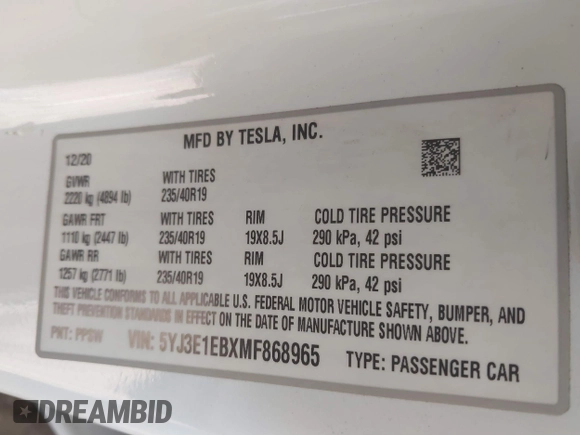 MFD BY TESLA, INC.
12/20
GVWR WITH TIRES
2220 kg (4894 lb) 235/40R19
GAWR FRT WITH TIRES RIM COLD TIRE PRESSURE
1110 kg (2447 lb) 235/40R19 19X8.5J 290 kPa, 42 psi
GAWR RR WITH TIRES RIM COLD TIRE PRESSURE
1257 kg (2771 lb) 235/40R19 19X8.5J 290 kPa, 42 psi
THIS VEHICLE CONFORMS TO ALL APPLICABLE U.S. FEDERAL MOTOR VEHICLE SAFETY, BUMPER, AND
THEFT PREVENTION STANDARDS IN EFFECT ON THE DATE OF MANUFACTURE SHOWN ABOVE.
PNT: PPSW VIN: 5YJ3E1EBXMF868965 TYPE: PASSENGER CAR
DREAMBID